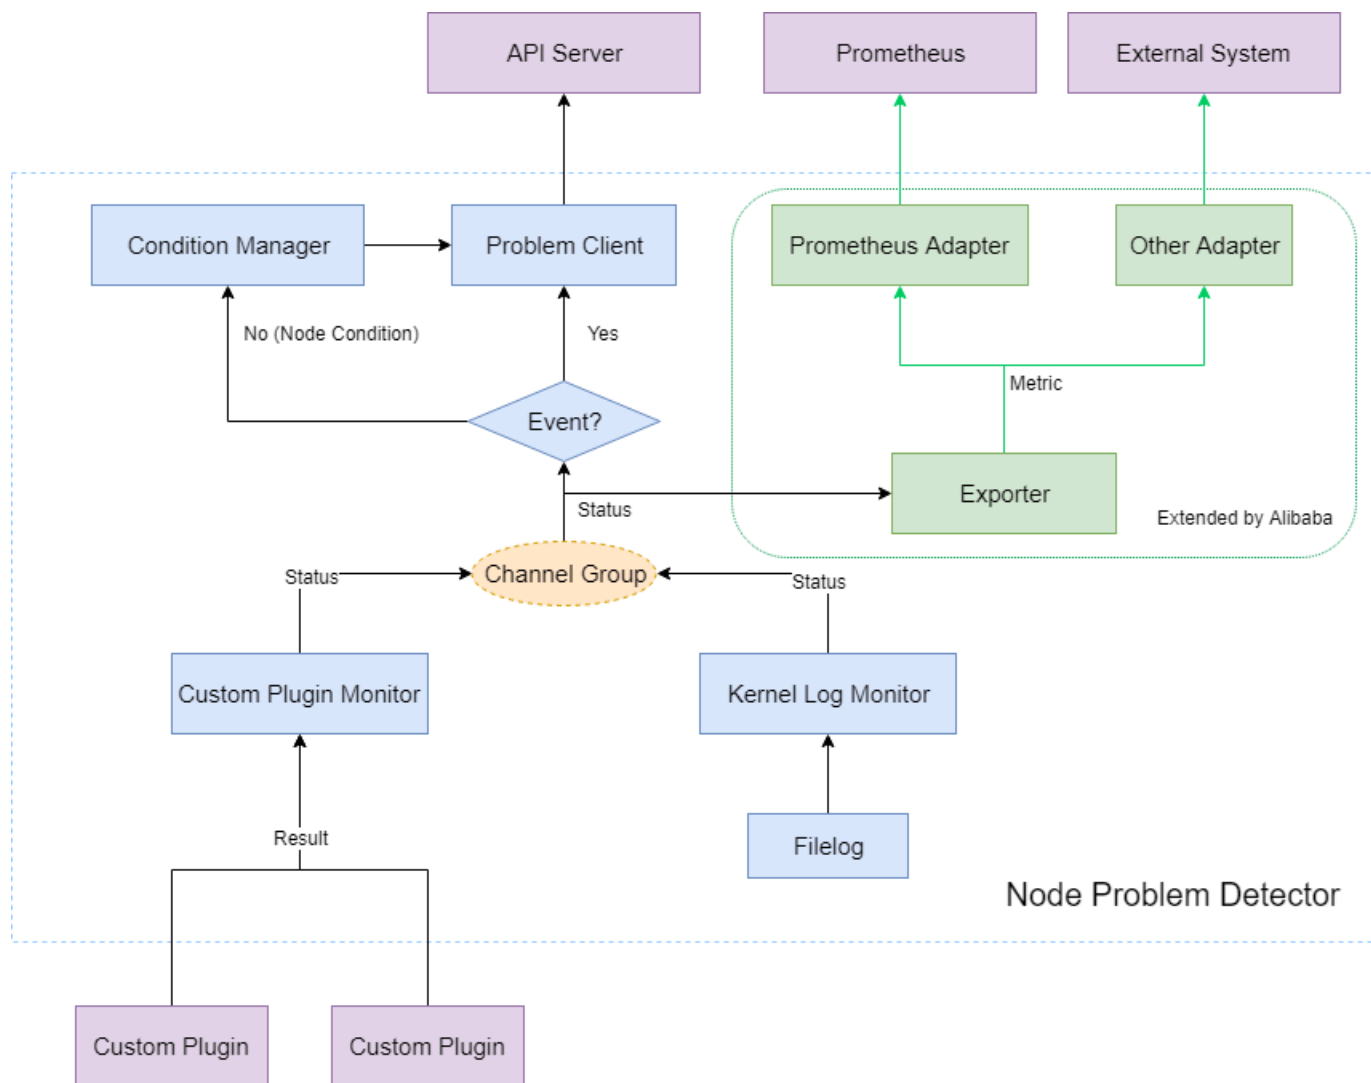 API Server
Prometheus
External System
Condition Manager
Problem Client
Prometheus Adapter
Other Adapter
No (Node Condition)
Yes
Metric
Event?
Exporter
Status
Extended by Alibaba
Channel Group
Status
Status
Custom Plugin Monitor
Kernel Log Monitor
Result
Filelog
Node Problem Detector
Custom Plugin
Custom Plugin